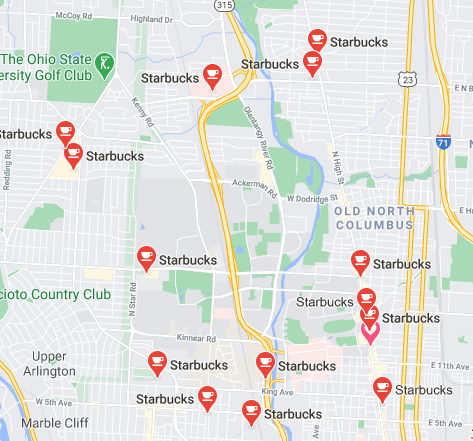 McCoy Rd
Highland Dr
315
The Ohio State
ersity Golf Club
Starbucks
Starbucks
Starbucks
23
EN B
Kenny Rd
Olentangy River Rd
Starbucks
Starbucks
71
Redding Rd
N High St
Ackerman Rd
W Dodridge St
OLD NORTH
COLUMBUS
E H
Starbucks
Starbucks
cioto Country Club
Starbucks
N Star Rd
Starbucks
Kinnear Rd
Upper
Arlington
Starbucks
Starbucks
E 11th Ave
King Ave
Starbucks
W 5th Ave
Starbucks
Starbucks
E 5th Ave
Marble Cliff